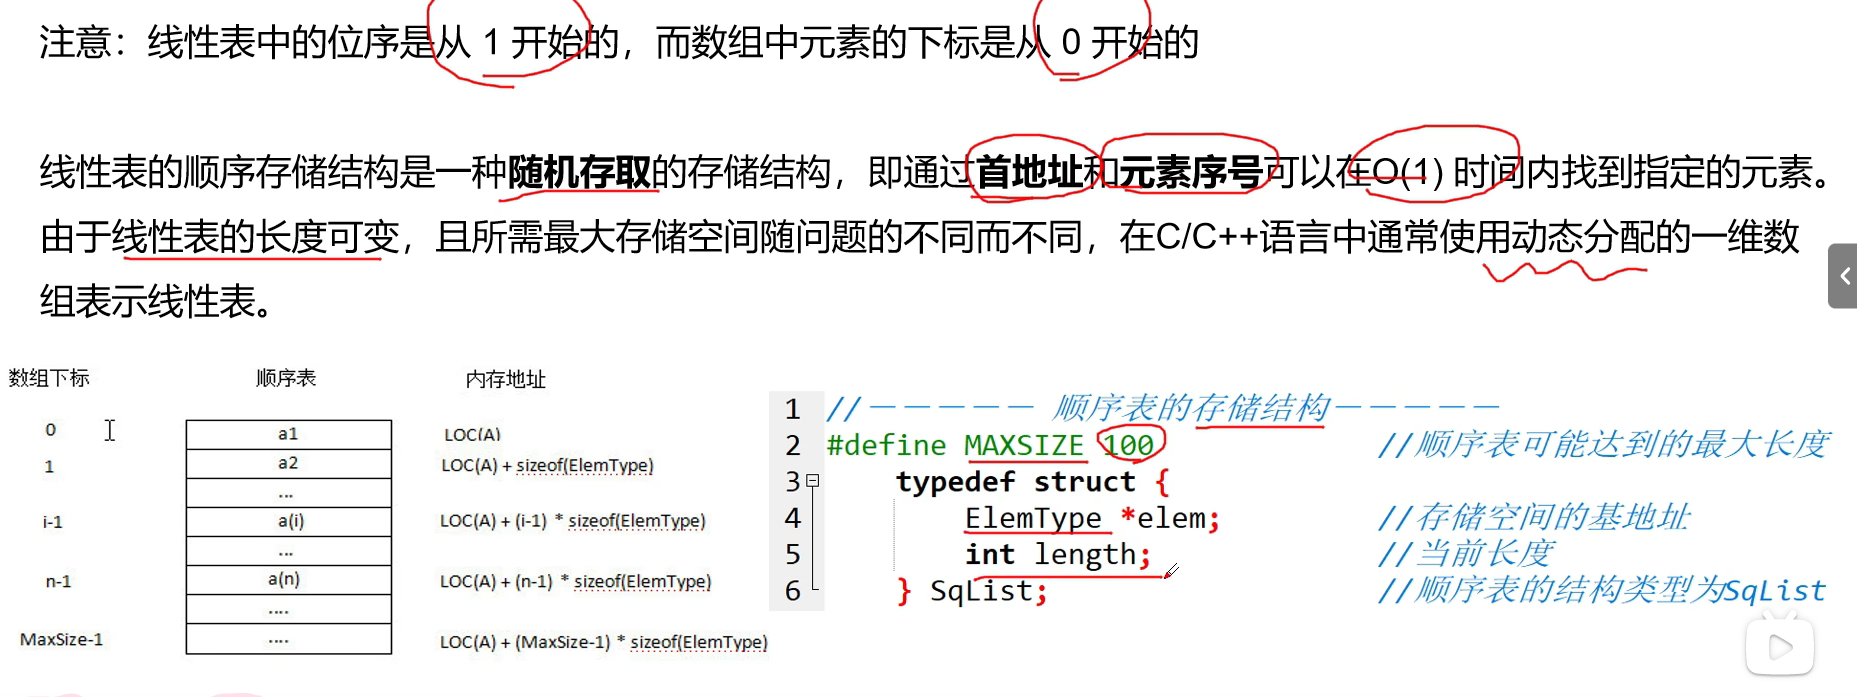 注意：线性表中的位序是从 1 开始的，而数组中元素的下标是从 0 开始的
线性表的顺序存储结构是一种随机存取的存储结构，即通过首地址和元素序号可以在O(1) 时间内找到指定的元素。
由于线性表的长度可变，且所需最大存储空间随问题的不同而不同，在C/C++语言中通常使用动态分配的一维数
组表示线性表。
数组下标 顺序表 内存地址
0 a1 LOC(A)
1 a2 LOC(A) + sizeof(ElemType)
...
i-1 a(i) LOC(A) + (i-1) * sizeof(ElemType)
...
n-1 a(n) LOC(A) + (n-1) * sizeof(ElemType)
....
MaxSize-1 .... LOC(A) + (MaxSize-1) * sizeof(ElemType)
1 //－－－－－ 顺序表的存储结构－－－－－
2 #define MAXSIZE 100 //顺序表可能达到的最大长度
3 typedef struct {
4 ElemType *elem; //存储空间的基地址
5 int length; //当前长度
6 } SqList; //顺序表的结构类型为SqList